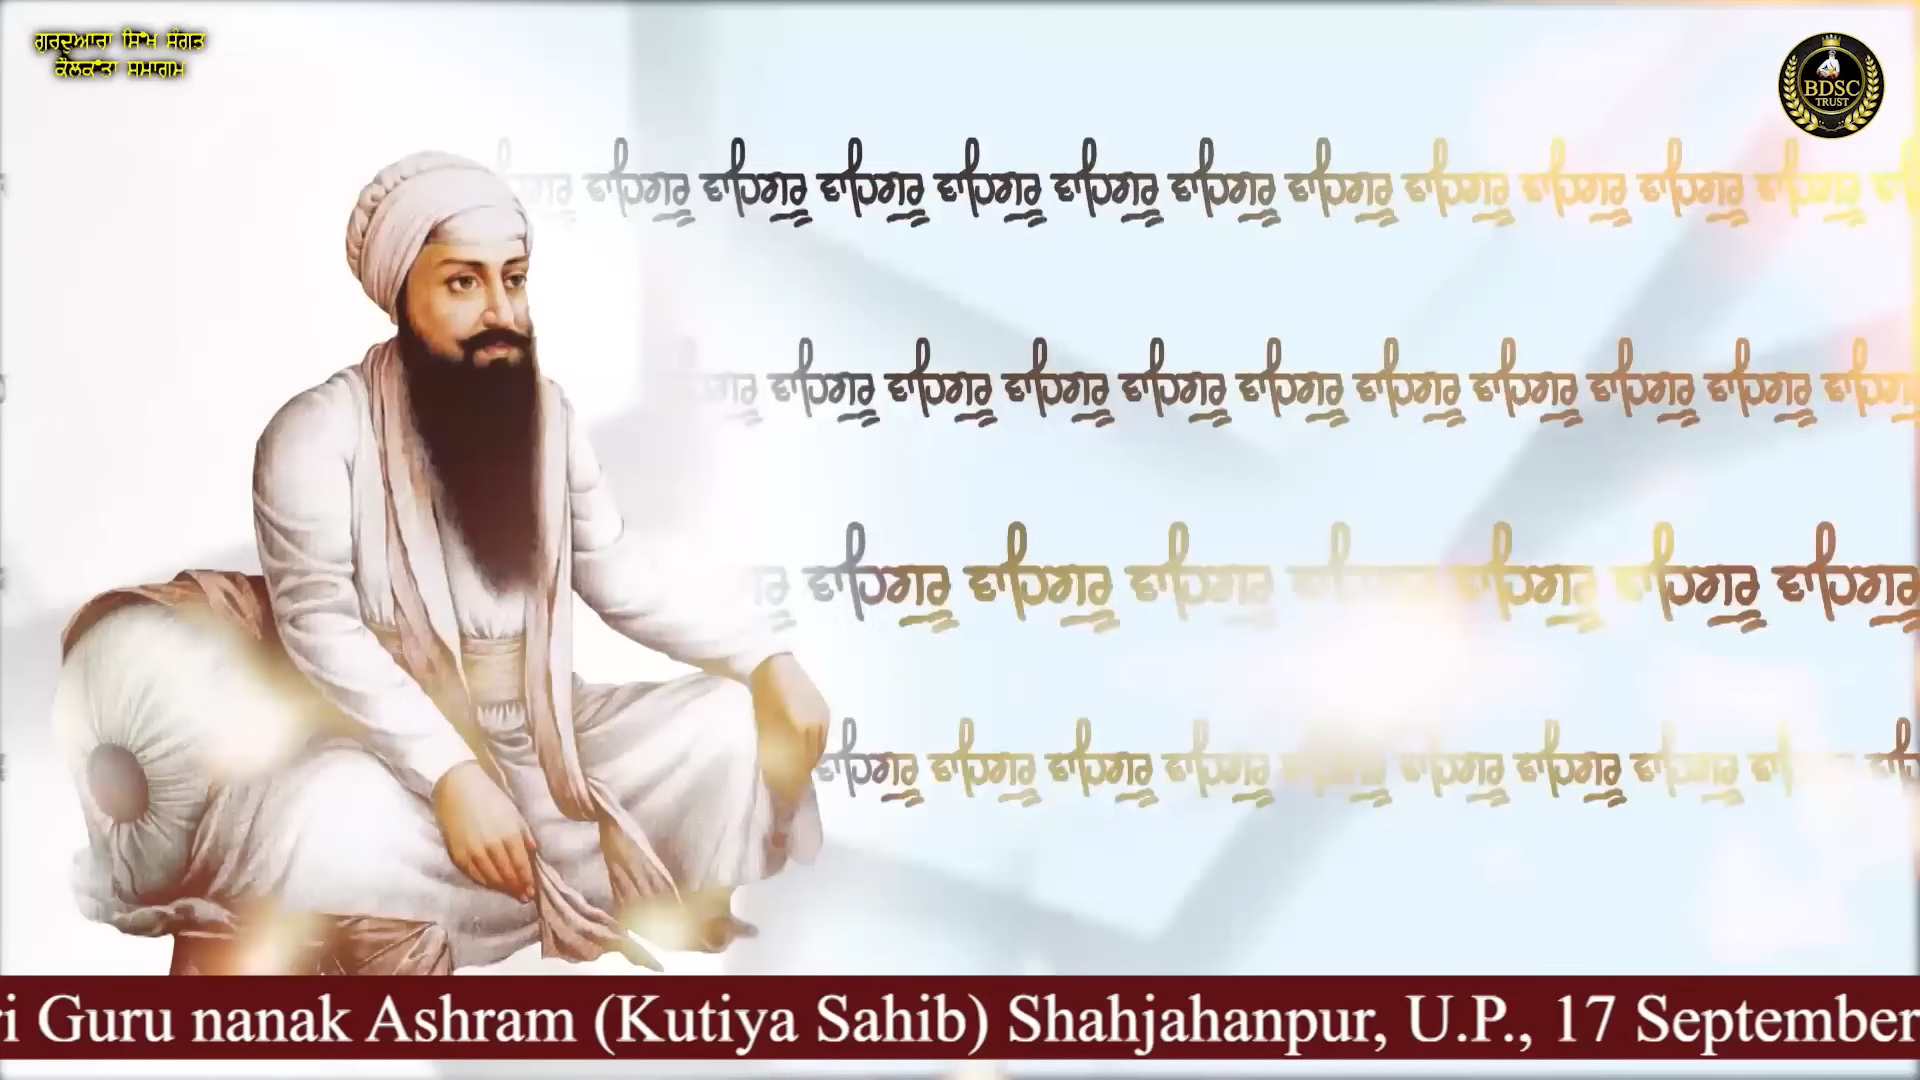 ਗੁਰਦੁਆਰਾ ਸਿੱਖ ਸੰਗਤ
ਕੌਲਕੱਤਾ ਸਮਾਗਮ
BDSC
TRUST
ਵਾਹਿਗੁਰੂ ਵਾਹਿਗੁਰੂ ਵਾਹਿਗੁਰੂ ਵਾਹਿਗੁਰੂ ਵਾਹਿਗੁਰੂ ਵਾਹਿਗੁਰੂ ਵਾਹਿਗੁਰੂ ਵਾਹਿਗੁਰੂ ਵਾਹਿਗੁਰੂ ਵਾਹਿਗੁਰੂ ਵਾਹਿਗੁਰੂ
ਵਾਹਿਗੁਰੂ ਵਾਹਿਗੁਰੂ ਵਾਹਿਗੁਰੂ ਵਾਹਿਗੁਰੂ ਵਾਹਿਗੁਰੂ ਵਾਹਿਗੁਰੂ ਵਾਹਿਗੁਰੂ ਵਾਹਿਗੁਰੂ ਵਾਹਿਗੁਰੂ ਵਾਹਿਗੁਰੂ
ਵਾਹਿਗੁਰੂ ਵਾਹਿਗੁਰੂ ਵਾਹਿਗੁਰੂ ਵਾਹਿਗੁਰੂ ਵਾਹਿਗੁਰੂ ਵਾਹਿਗੁਰੂ ਵਾਹਿਗੁਰੂ
ਵਾਹਿਗੁਰੂ ਵਾਹਿਗੁਰੂ ਵਾਹਿਗੁਰੂ ਵਾਹਿਗੁਰੂ ਵਾਹਿਗੁਰੂ ਵਾਹਿਗੁਰੂ ਵਾਹਿਗੁਰੂ ਵਾਹਿਗੁਰੂ
Guru nanak Ashram (Kutiya Sahib) Shahjahanpur, U.P., 17 September